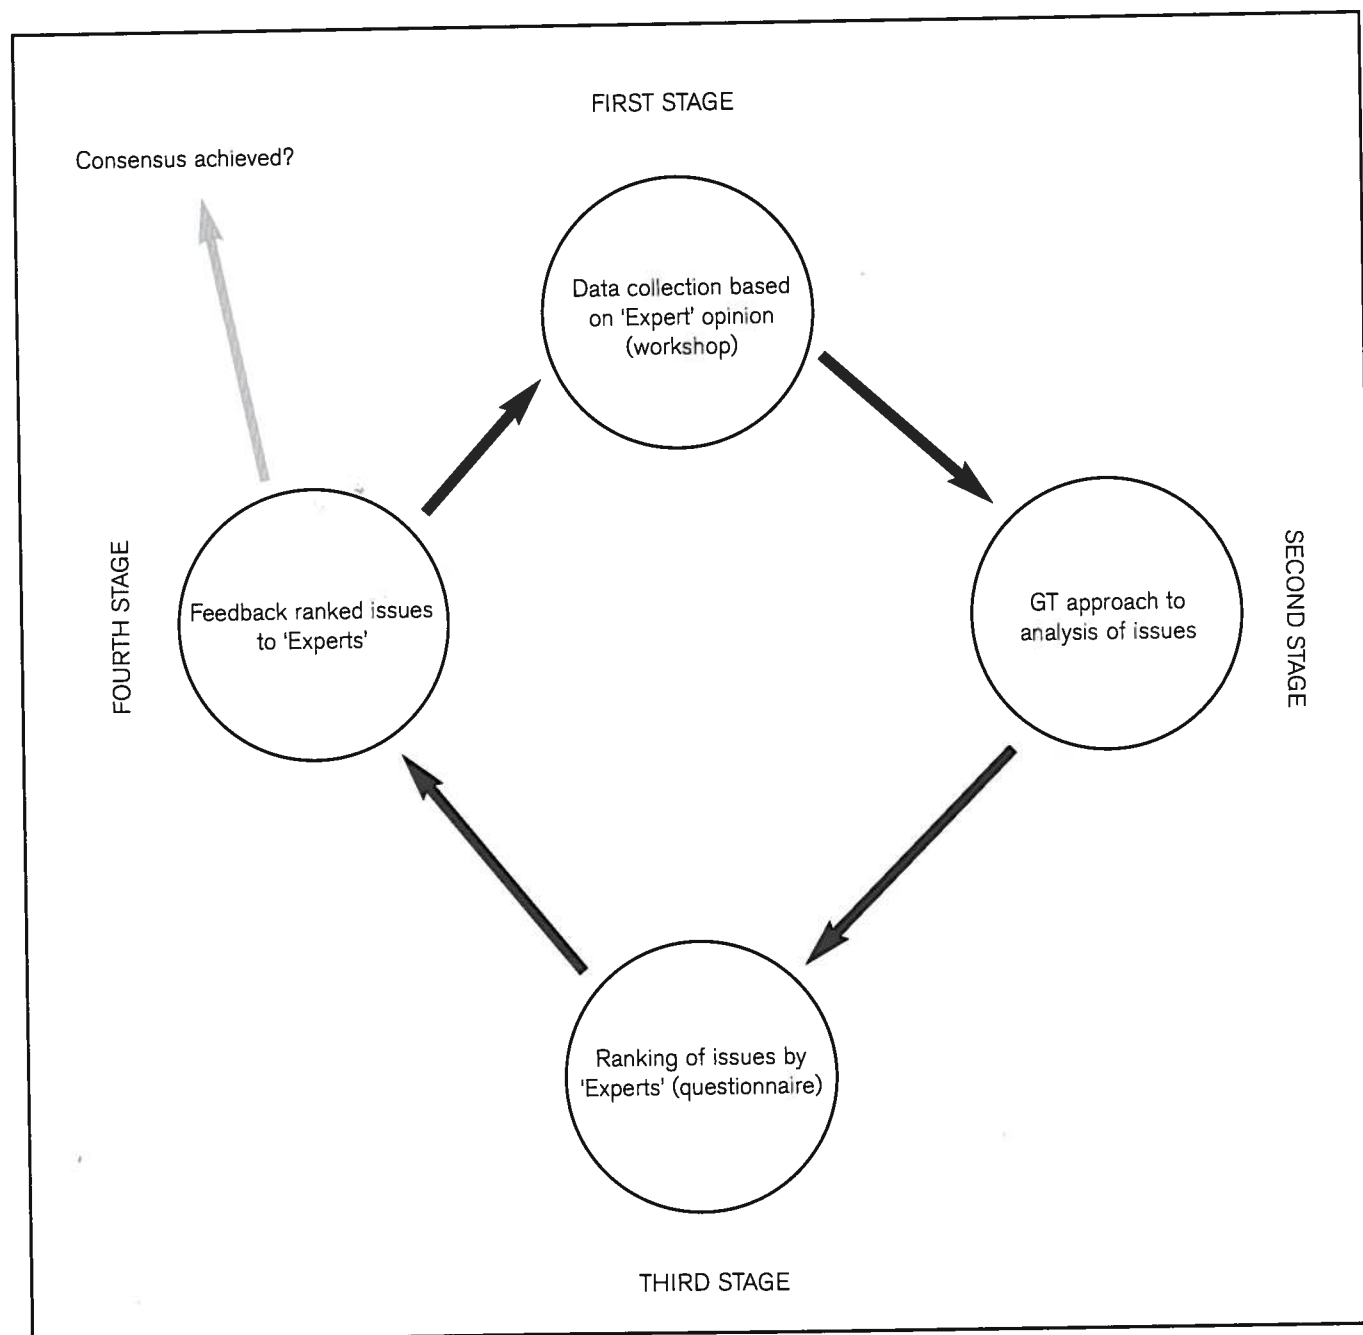 FIRST STAGE
Consensus achieved?
Data collection based
on 'Expert' opinion
(workshop)
FOURTH STAGE
Feedback ranked issues
to 'Experts'
GT approach to
analysis of issues
SECOND STAGE
Ranking of issues by
'Experts' (questionnaire)
THIRD STAGE